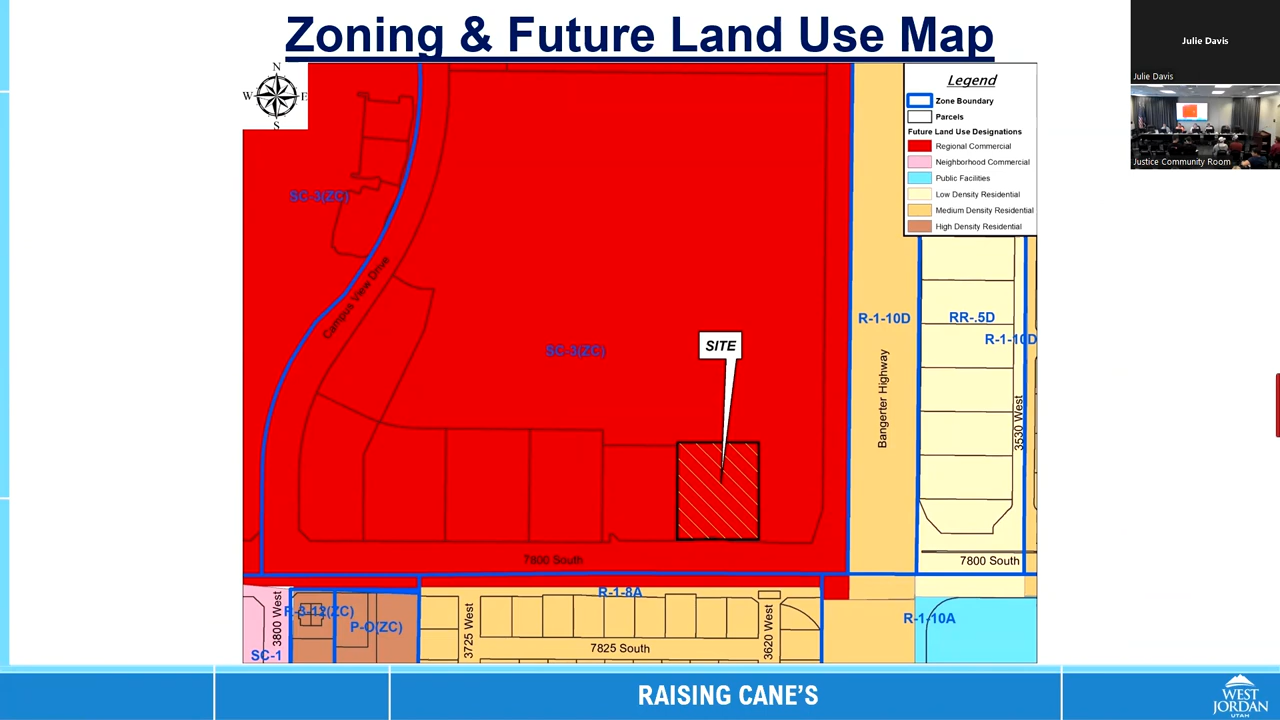 Zoning & Future Land Use Map
N
W
E
S
Legend
Zone Boundary
Parcels
Future Land Use Designations
Regional Commercial
Neighborhood Commercial
Public Facilities
Low Density Residential
Medium Density Residential
High Density Residential
Julie Davis
Julie Davis
Justice Community Room
SC-3(ZC)
Campus View Drive
SC-3(ZC)
SITE
R-1-10D
Bangerter Highway
RR-.5D
R-1-10D
3530 West
7800 South
7800 South
R-1-8A
3800 West
R-3-12(ZC)
P-O(ZC)
SC-1
3725 West
7825 South
3620 West
R-1-10A
RAISING CANE'S
WEST
JORDAN
UTAH